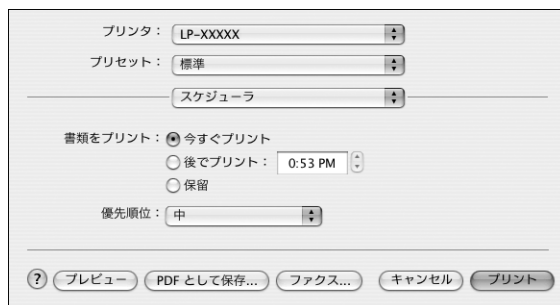 プリンタ： LP-XXXXX
プリセット： 標準
スケジューラ
書類をプリント： 今すぐプリント
後でプリント： 0:53 PM
保留
優先順位： 中
? プレビュー PDF として保存... ファクス... キャンセル プリント